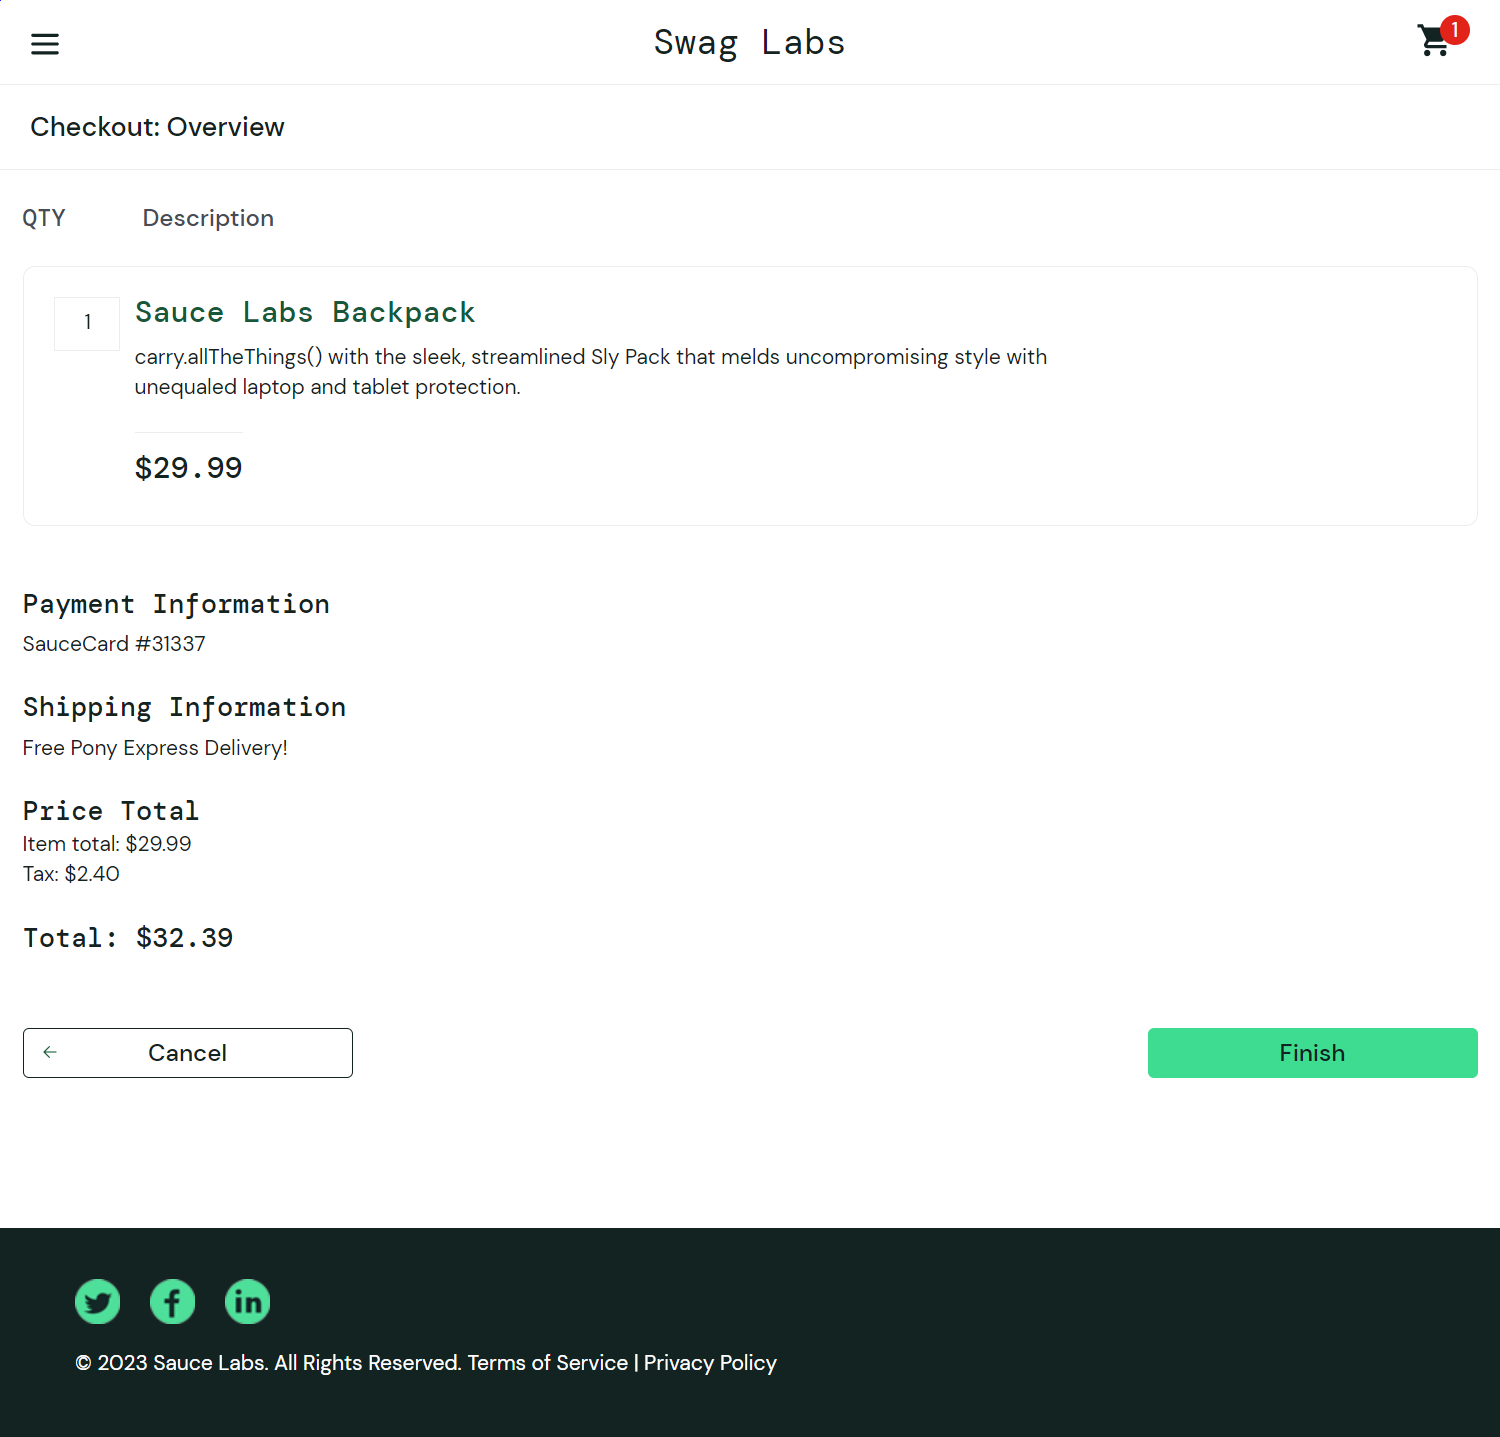 Swag Labs
1
Checkout: Overview
QTY
Description
1
Sauce Labs Backpack
carry.allTheThings() with the sleek, streamlined Sly Pack that melds uncompromising style with
unequaled laptop and tablet protection.
$29.99
Payment Information
SauceCard #31337
Shipping Information
Free Pony Express Delivery!
Price Total
Item total: $29.99
Tax: $2.40
Total: $32.39
Cancel
Finish
© 2023 Sauce Labs. All Rights Reserved. Terms of Service | Privacy Policy